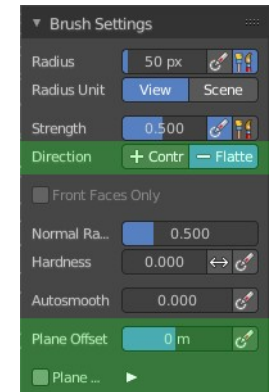 ▼ Brush Settings
Radius 50 px
Radius Unit View Scene
Strength 0.500
Direction + Contr − Flatte
Front Faces Only
Normal Ra... 0.500
Hardness 0.000
Autosmooth 0.000
Plane Offset 0 m
Plane ... ▶